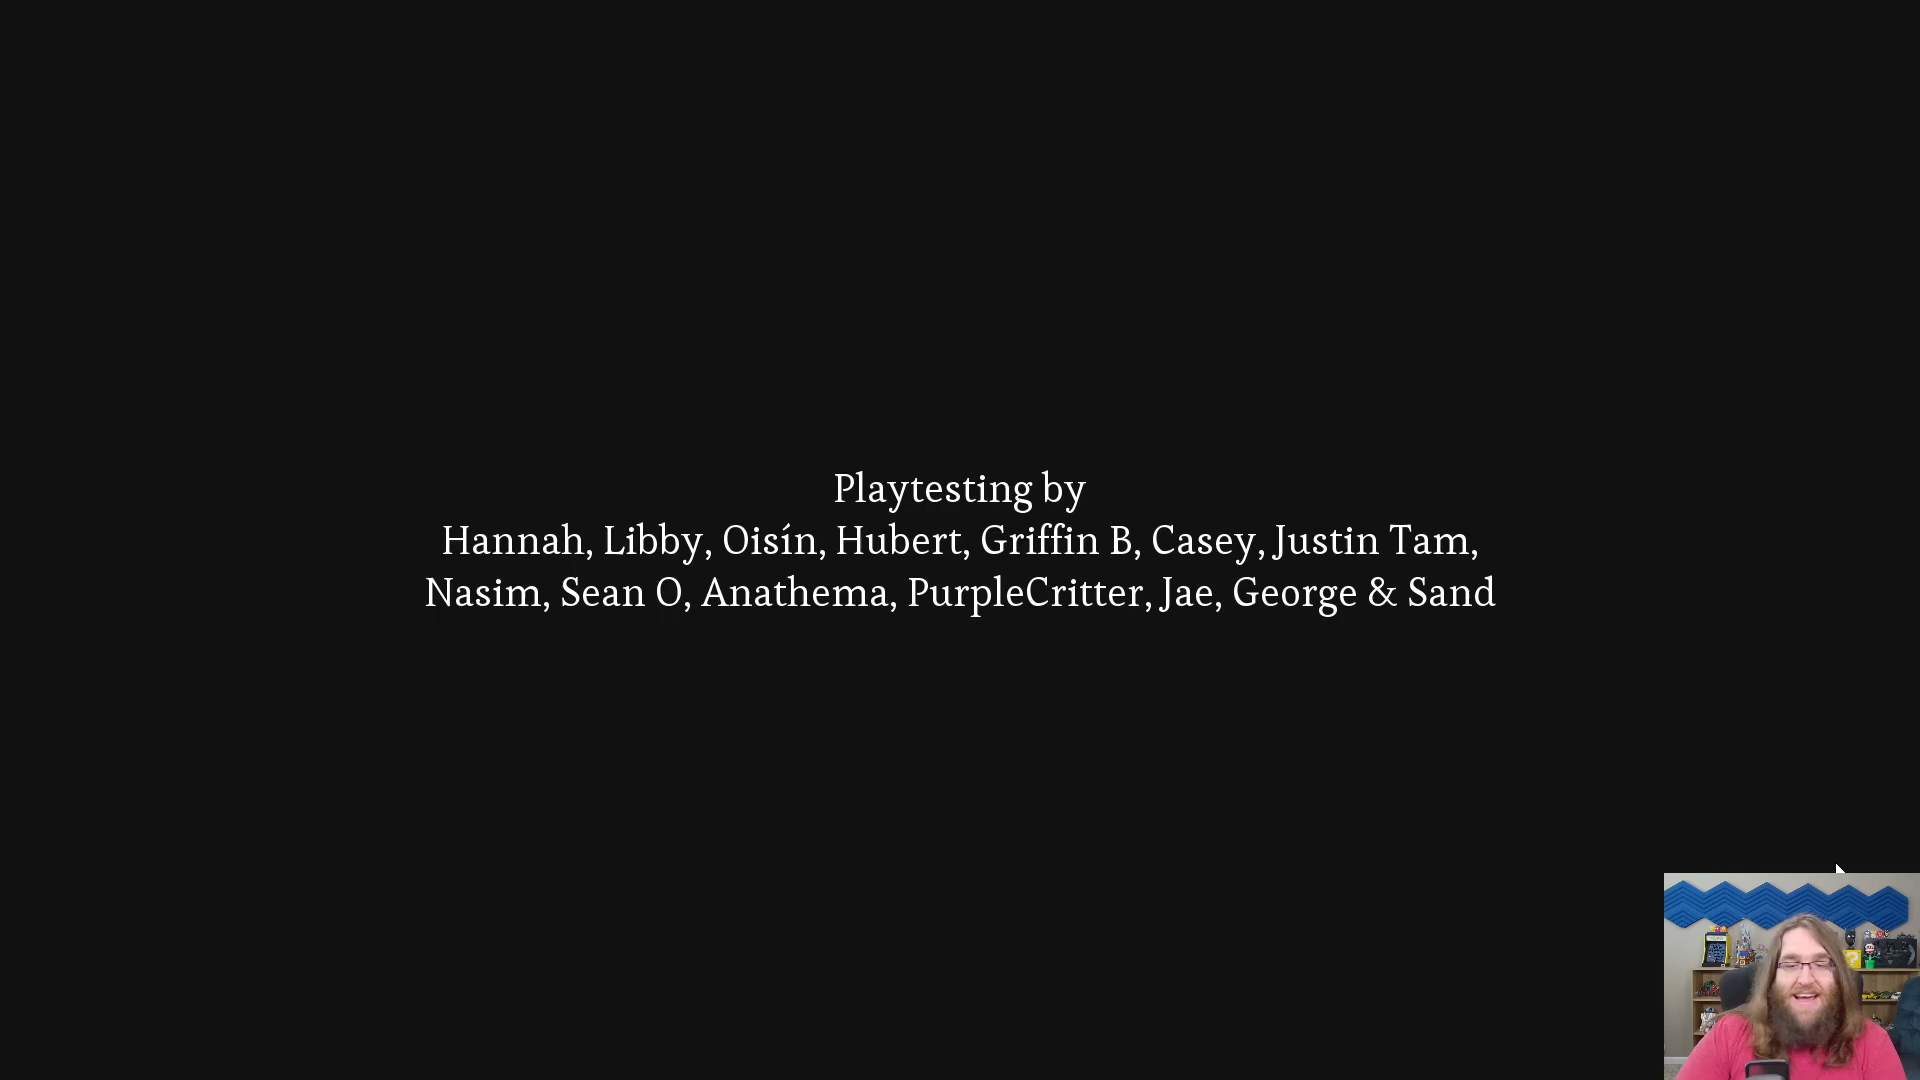 Playtesting by
Hannah, Libby, Oisín, Hubert, Griffin B, Casey, Justin Tam,
Nasim, Sean O, Anathema, PurpleCritter, Jae, George & Sand